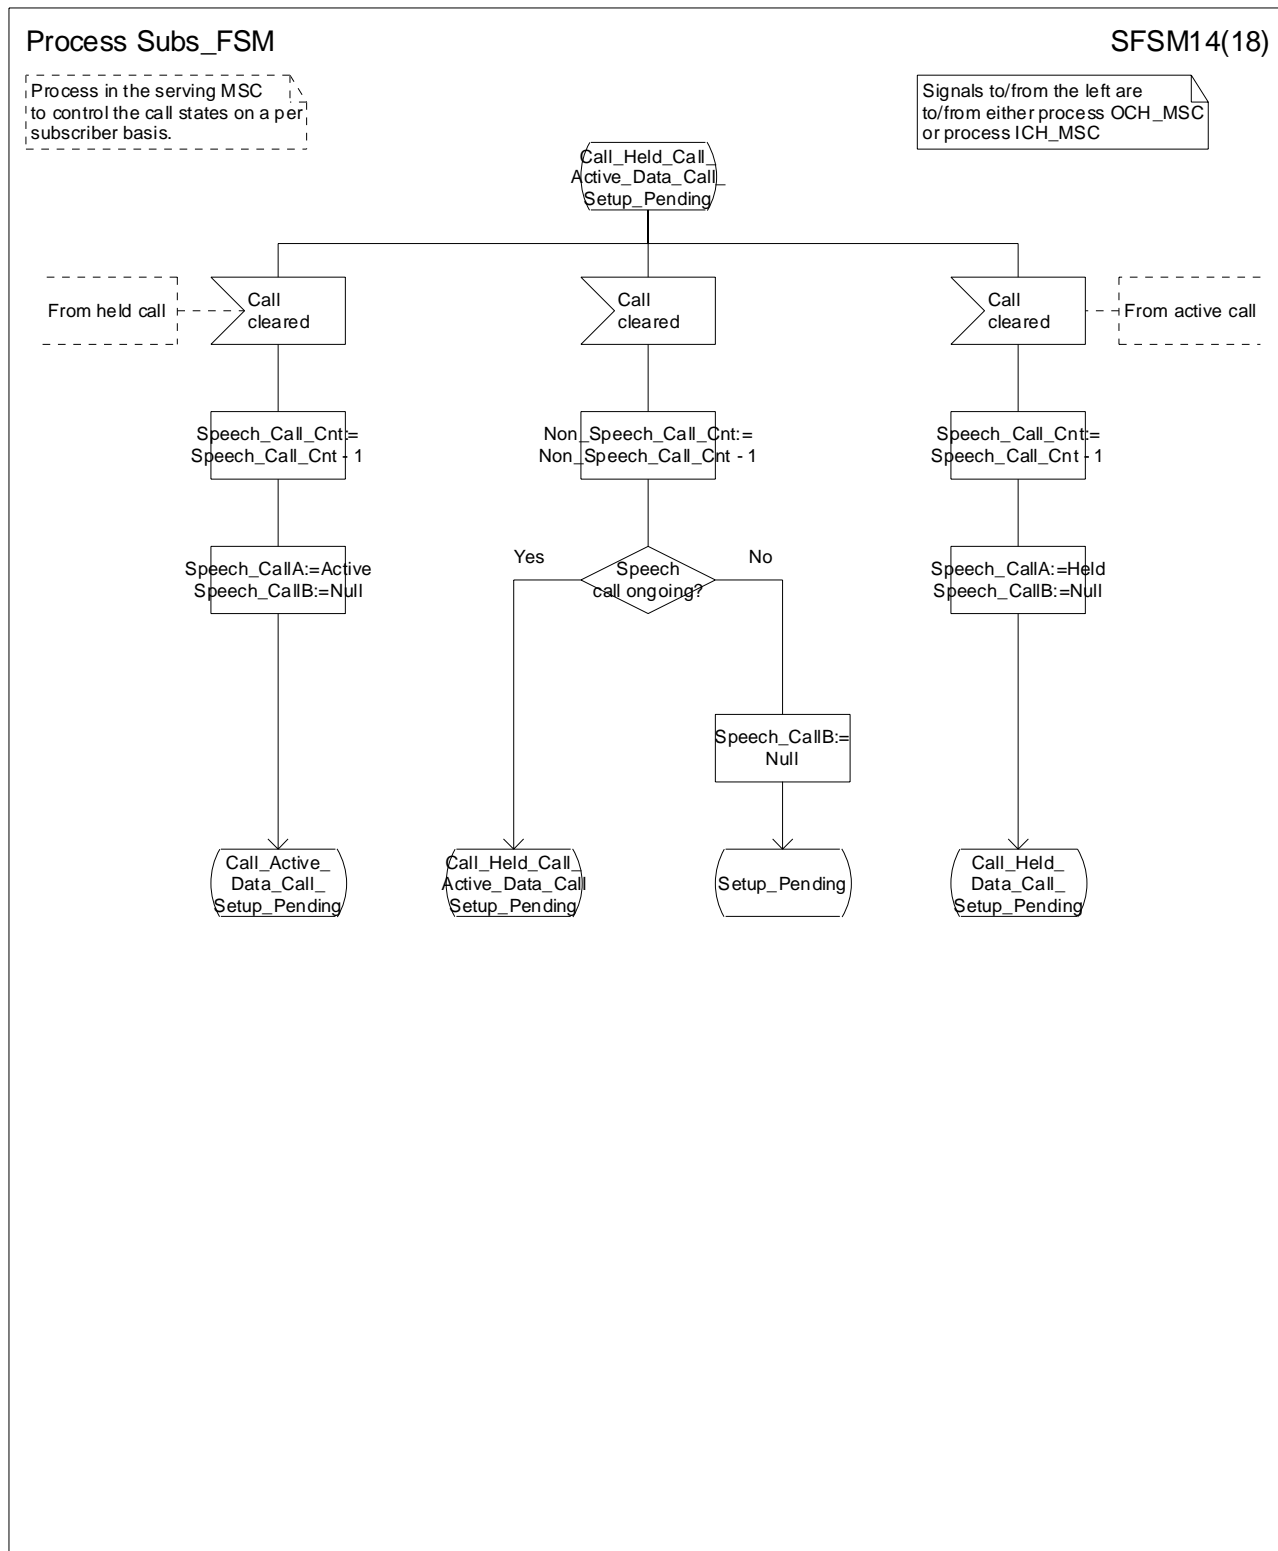 Process Subs_FSM
SFSM14(18)
Process in the serving MSC
to control the call states on a per
subscriber basis.
Signals to/from the left are
to/from either process OCH_MSC
or process ICH_MSC
Call_Held_Call_
Active_Data_Call_
Setup_Pending
From held call
Call
cleared
Call
cleared
Call
cleared
From active call
Speech_Call_Cnt:=
Speech_Call_Cnt - 1
Non_Speech_Call_Cnt:=
Non_Speech_Call_Cnt - 1
Speech_Call_Cnt:=
Speech_Call_Cnt - 1
Speech_CallA:=Active
Speech_CallB:=Null
Yes
Speech
call ongoing?
No
Speech_CallA:=Held
Speech_CallB:=Null
Speech_CallB:=
Null
Call_Active_
Data_Call_
Setup_Pending
Call_Held_Call_
Active_Data_Call
Setup_Pending
Setup_Pending
Call_Held_
Data_Call_
Setup_Pending